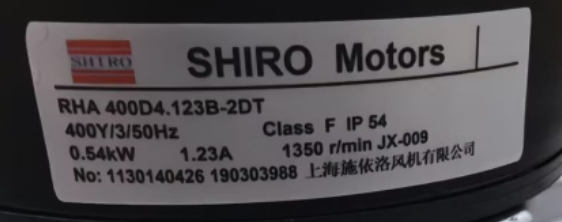 SHIRO
SHIRO Motors
RHA 400D4.123B-2DT
400Y/3/50Hz Class F IP 54
0.54kW 1.23A 1350 r/min JX-009
No: 1130140426 190303988 上海施依洛风机有限公司